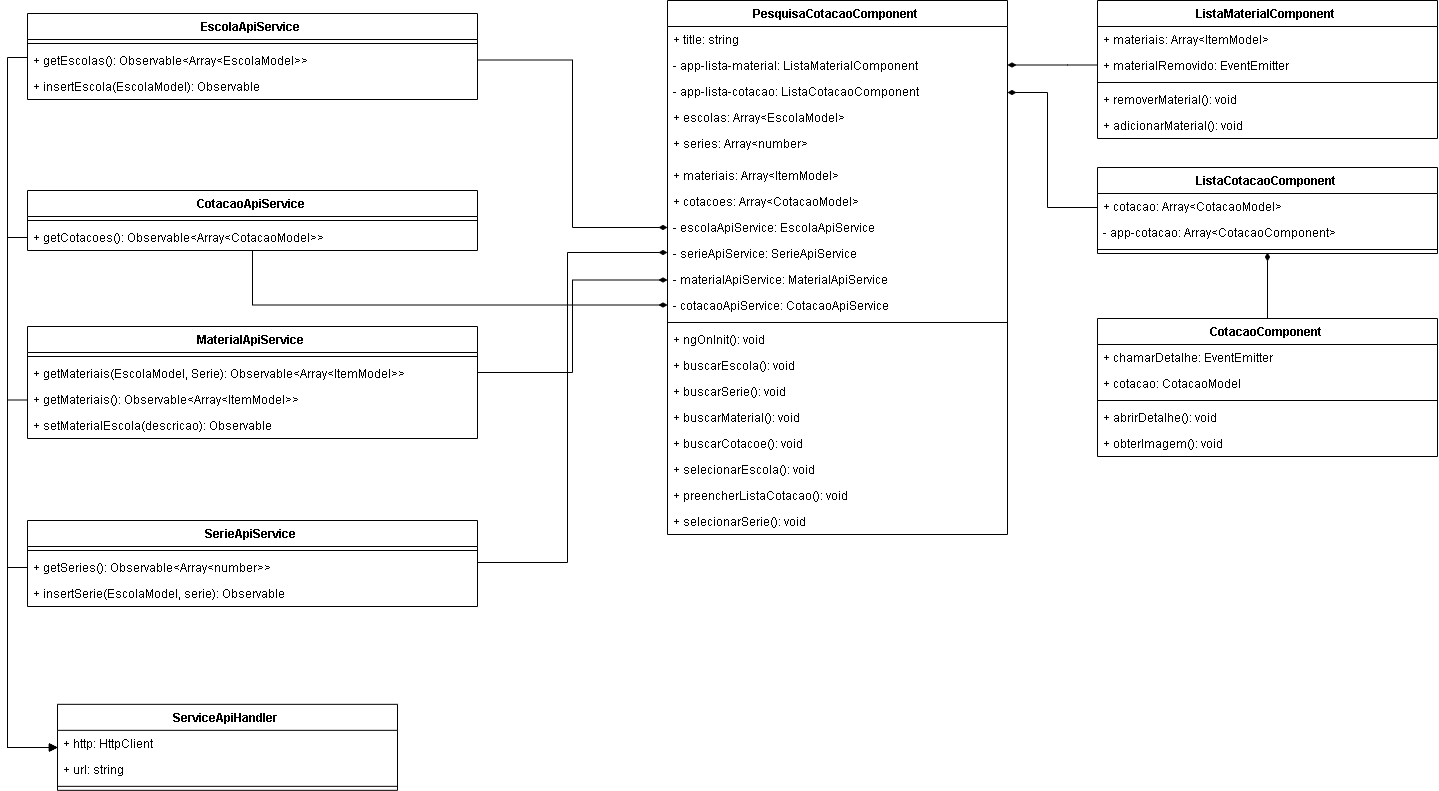 EscolaApiService
+ getEscolas(): Observable<Array<EscolaModel>>
+ insertEscola(EscolaModel): Observable
CotacaoApiService
+ getCotacoes(): Observable<Array<CotacaoModel>>
MaterialApiService
+ getMateriais(EscolaModel, Serie): Observable<Array<ItemModel>>
+ getMateriais(): Observable<Array<ItemModel>>
+ setMaterialEscola(descricao): Observable
SerieApiService
+ getSeries(): Observable<Array<number>>
+ insertSerie(EscolaModel, serie): Observable
ServiceApiHandler
+ http: HttpClient
+ url: string
PesquisaCotacaoComponent
+ title: string
- app-lista-material: ListaMaterialComponent
- app-lista-cotacao: ListaCotacaoComponent
+ escolas: Array<EscolaModel>
+ series: Array<number>
+ materiais: Array<ItemModel>
+ cotacoes: Array<CotacaoModel>
- escolaApiService: EscolaApiService
- serieApiService: SerieApiService
- materialApiService: MaterialApiService
- cotacaoApiService: CotacaoApiService
+ ngOnInit(): void
+ buscarEscola(): void
+ buscarSerie(): void
+ buscarMaterial(): void
+ buscarCotacoe(): void
+ selecionarEscola(): void
+ preencherListaCotacao(): void
+ selecionarSerie(): void
ListaMaterialComponent
+ materiais: Array<ItemModel>
+ materialRemovido: EventEmitter
+ removerMaterial(): void
+ adicionarMaterial(): void
ListaCotacaoComponent
+ cotacao: Array<CotacaoModel>
- app-cotacao: Array<CotacaoComponent>
CotacaoComponent
+ chamarDetalhe: EventEmitter
+ cotacao: CotacaoModel
+ abrirDetalhe(): void
+ obterImagem(): void